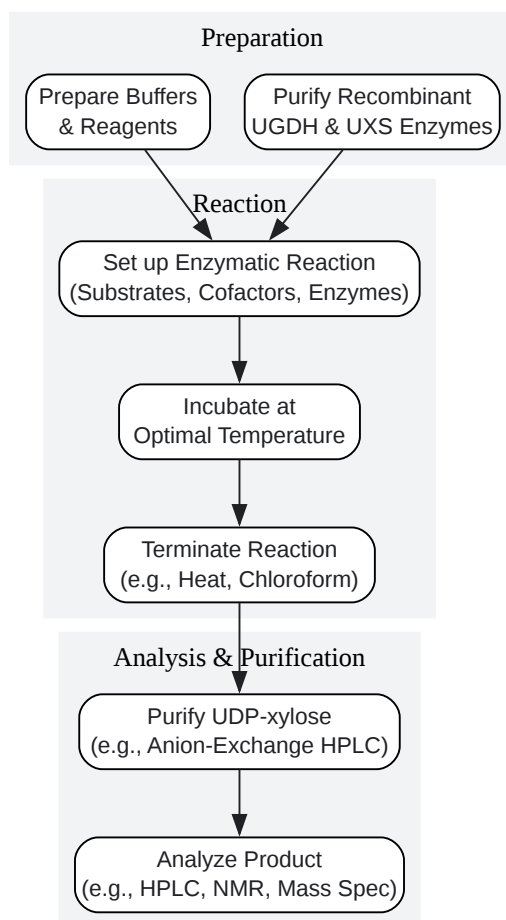 Preparation
Prepare Buffers
& Reagents
Purify Recombinant
UGDH & UXS Enzymes
Reaction
Set up Enzymatic Reaction
(Substrates, Cofactors, Enzymes)
Incubate at
Optimal Temperature
Terminate Reaction
(e.g., Heat, Chloroform)
Analysis & Purification
Purify UDP-xylose
(e.g., Anion-Exchange HPLC)
Analyze Product
(e.g., HPLC, NMR, Mass Spec)